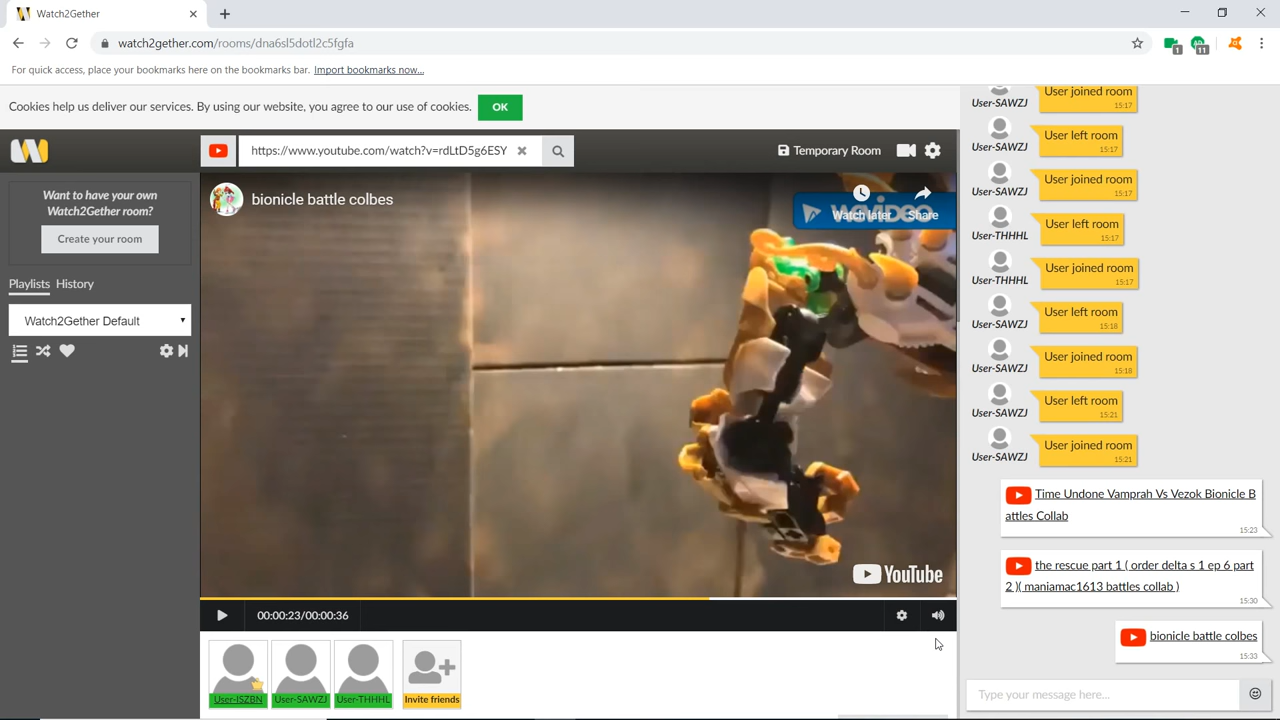 Watch2Gether
watch2gether.com/rooms/dna6sl5dotl2c5fgfa
1
11
For quick access, place your bookmarks here on the bookmarks bar. Import bookmarks now...
Cookies help us deliver our services. By using our website, you agree to our use of cookies.
OK
https://www.youtube.com/watch?v=rdLtD5g6ESY
Temporary Room
Want to have your own
Watch2Gether room?
Create your room
Playlists
History
Watch2Gether Default
bionicle battle colbes
Watch later
Share
YouTube
00:00:23/00:00:36
User-ISZBN
User-SAWZJ
User-THHHL
Invite friends
User-SAWZJ
User joined room
15:17
User-SAWZJ
User left room
15:17
User-SAWZJ
User joined room
15:17
User-THHHL
User left room
15:17
User-THHHL
User joined room
15:17
User-SAWZJ
User left room
15:18
User-SAWZJ
User joined room
15:18
User-SAWZJ
User left room
15:21
User-SAWZJ
User joined room
15:21
Time Undone Vamprah Vs Vezok Bionicle B
attles Collab
15:23
the rescue part 1 ( order delta s 1 ep 6 part
2 )( maniamac1613 battles collab )
15:30
bionicle battle colbes
15:33
Type your message here...